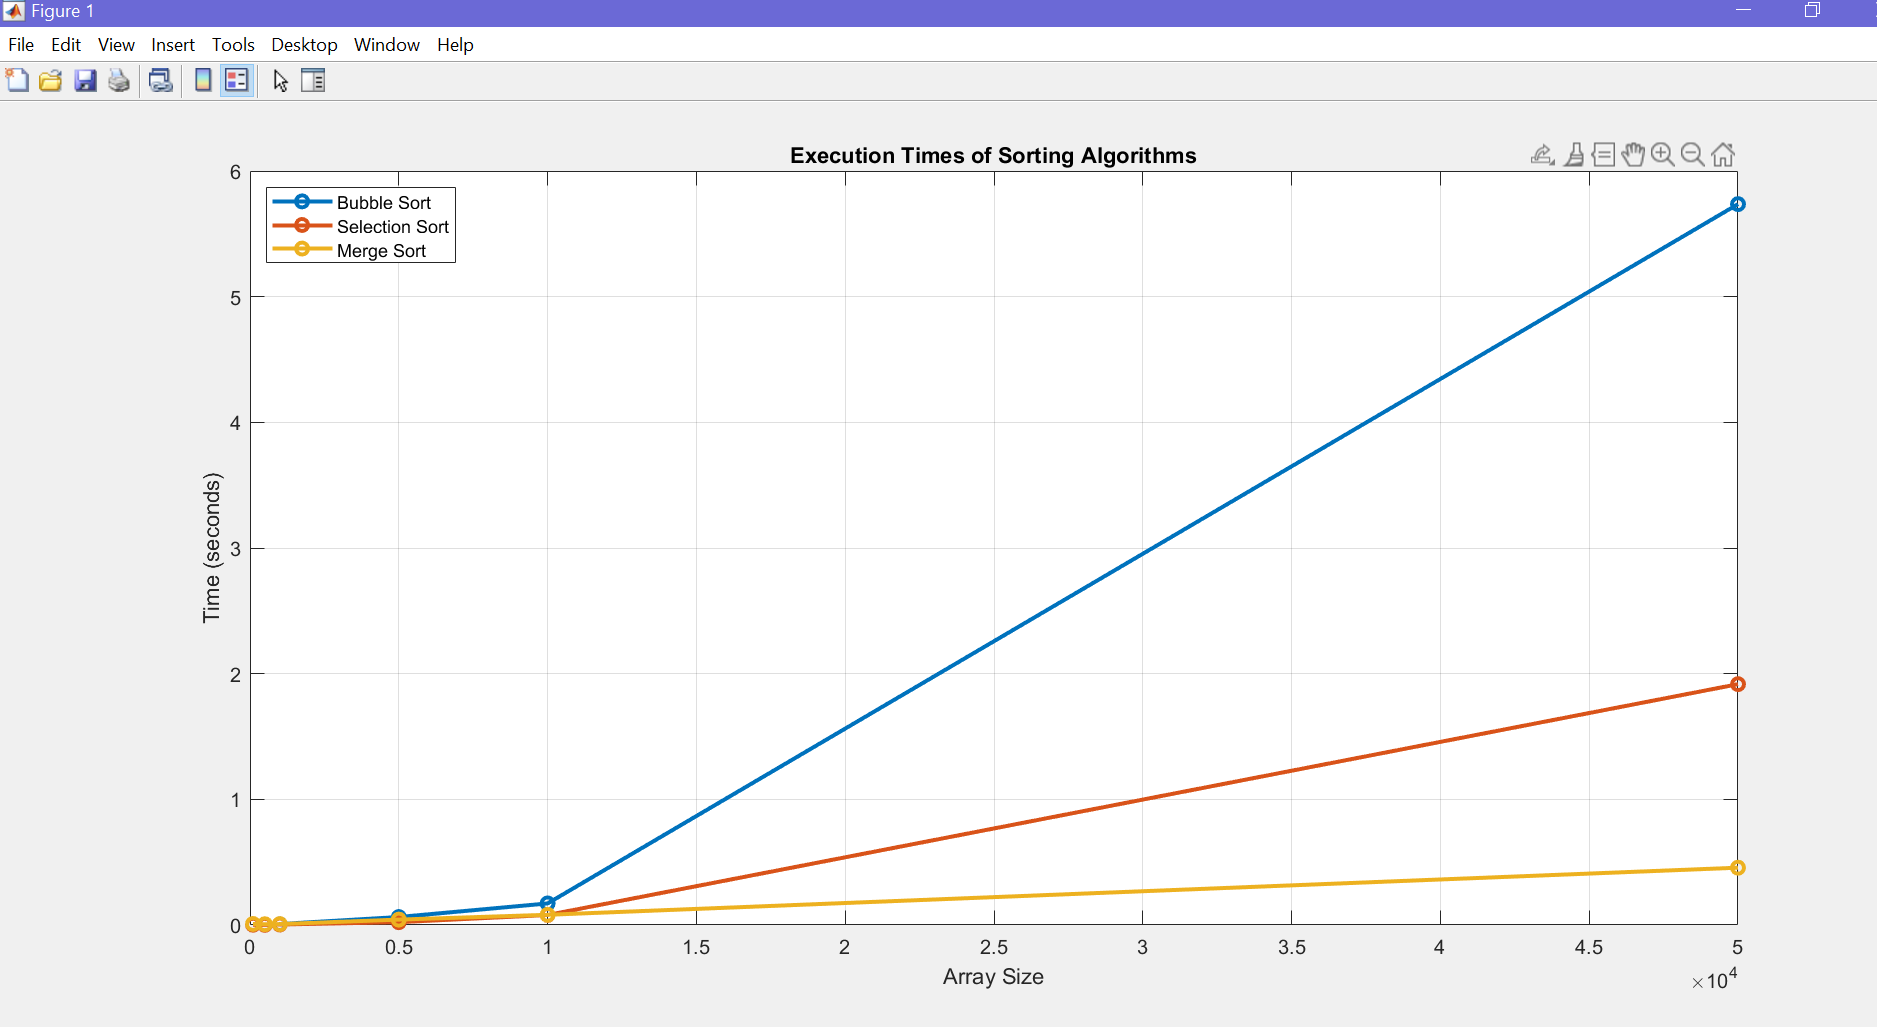 Figure 1
File Edit View Insert Tools Desktop Window Help
Execution Times of Sorting Algorithms
Bubble Sort
Selection Sort
Merge Sort
6
5
4
3
2
1
0
Time (seconds)
0 0.5 1 1.5 2 2.5 3 3.5 4 4.5 5
Array Size
×10⁴